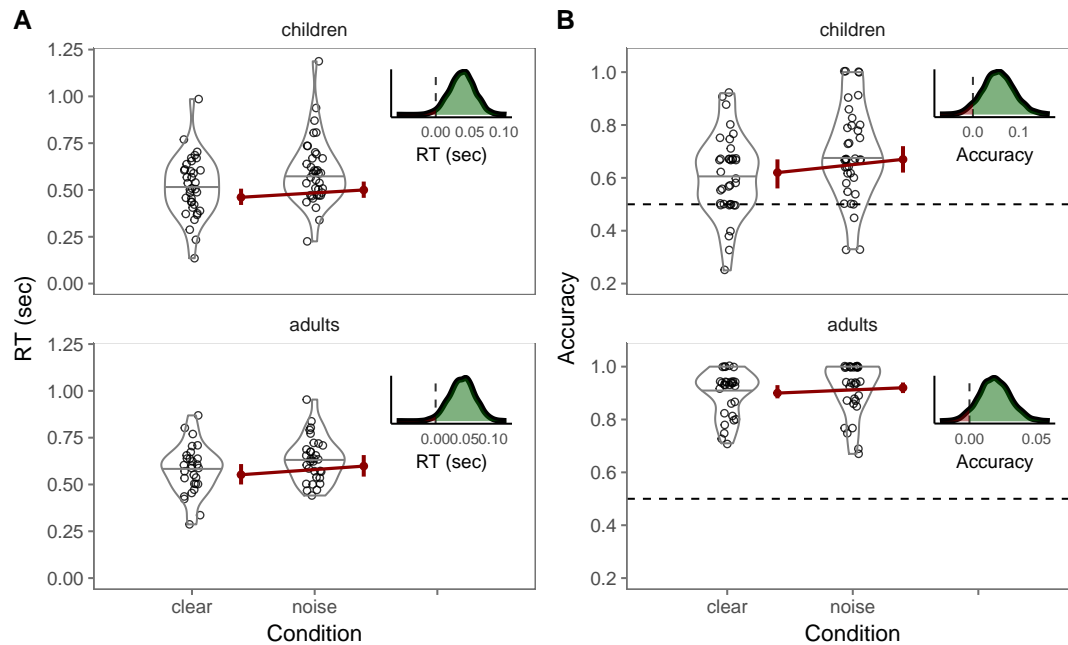 A
children
RT (sec)
1.25
1.00
0.75
0.50
0.25
0.00
0.00 0.05 0.10
RT (sec)
adults
1.25
1.00
0.75
0.50
0.25
0.00
0.00 0.05 0.10
RT (sec)
clear noise
Condition
B
children
Accuracy
1.0
0.8
0.6
0.4
0.2
0.0 0.1
Accuracy
adults
1.0
0.8
0.6
0.4
0.2
0.00 0.05
Accuracy
clear noise
Condition